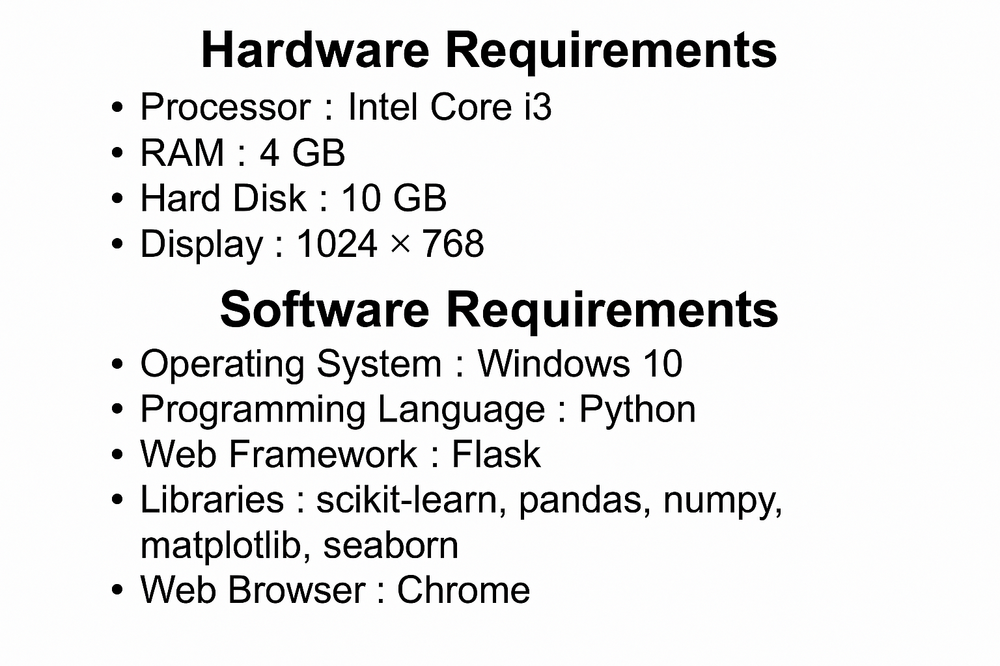 Hardware Requirements
• Processor : Intel Core i3
• RAM : 4 GB
• Hard Disk : 10 GB
• Display : 1024 × 768
Software Requirements
• Operating System : Windows 10
• Programming Language : Python
• Web Framework : Flask
• Libraries : scikit-learn, pandas, numpy,
matplotlib, seaborn
• Web Browser : Chrome